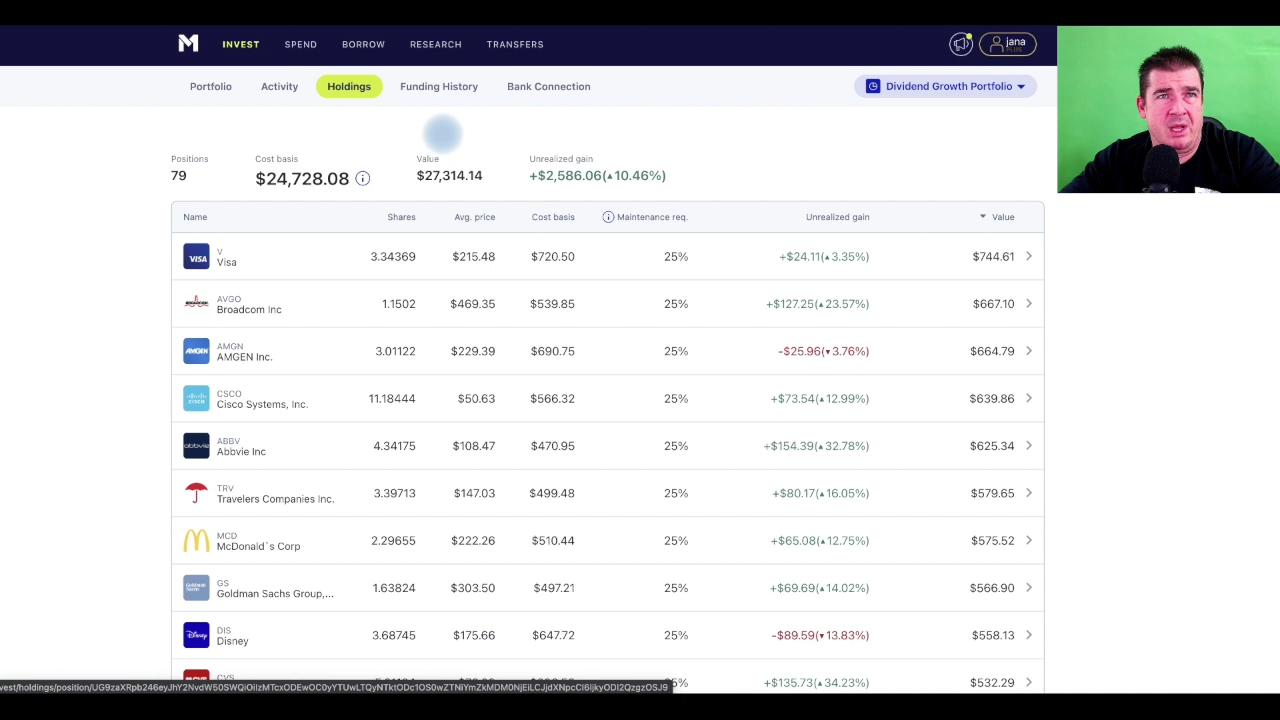 INVEST SPEND BORROW RESEARCH TRANSFERS jana
PLUS
Portfolio Activity Holdings Funding History Bank Connection Dividend Growth Portfolio
Positions Cost basis Value Unrealized gain
79 $24,728.08 $27,314.14 +$2,586.06(▲10.46%)
Name Shares Avg. price Cost basis Maintenance req. Unrealized gain Value
V
VISA Visa 3.34369 $215.48 $720.50 25% +$24.11(▲3.35%) $744.61
AVGO
BROADCOM Broadcom Inc 1.1502 $469.35 $539.85 25% +$127.25(▲23.57%) $667.10
AMGN
AMGEN AMGEN Inc. 3.01122 $229.39 $690.75 25% -$25.96(▼3.76%) $664.79
CSCO
CISCO Cisco Systems, Inc. 11.18444 $50.63 $566.32 25% +$73.54(▲12.99%) $639.86
ABBV
abbvie Abbvie Inc 4.34175 $108.47 $470.95 25% +$154.39(▲32.78%) $625.34
TRV
Travelers Companies Inc. 3.39713 $147.03 $499.48 25% +$80.17(▲16.05%) $579.65
MCD
McDonald`s Corp 2.29655 $222.26 $510.44 25% +$65.08(▲12.75%) $575.52
GS
Goldman Sachs Goldman Sachs Group,... 1.63824 $303.50 $497.21 25% +$69.69(▲14.02%) $566.90
DIS
Disney Disney 3.68745 $175.66 $647.72 25% -$89.59(▼13.83%) $558.13
CVS
+$135.73(▲34.23%) $532.29